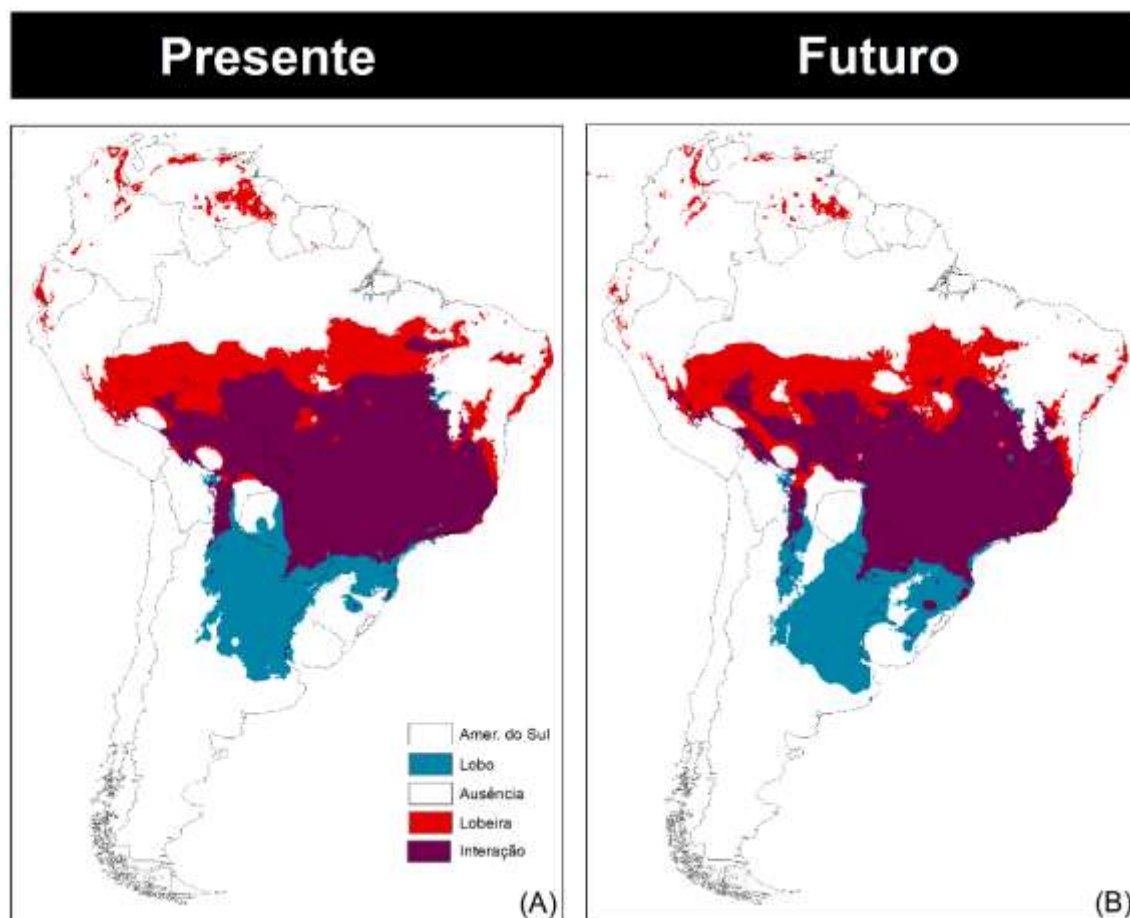 Presente
Futuro
Amer. do Sul
Lobo
Ausência
Lobeira
Interação
(A)
(B)